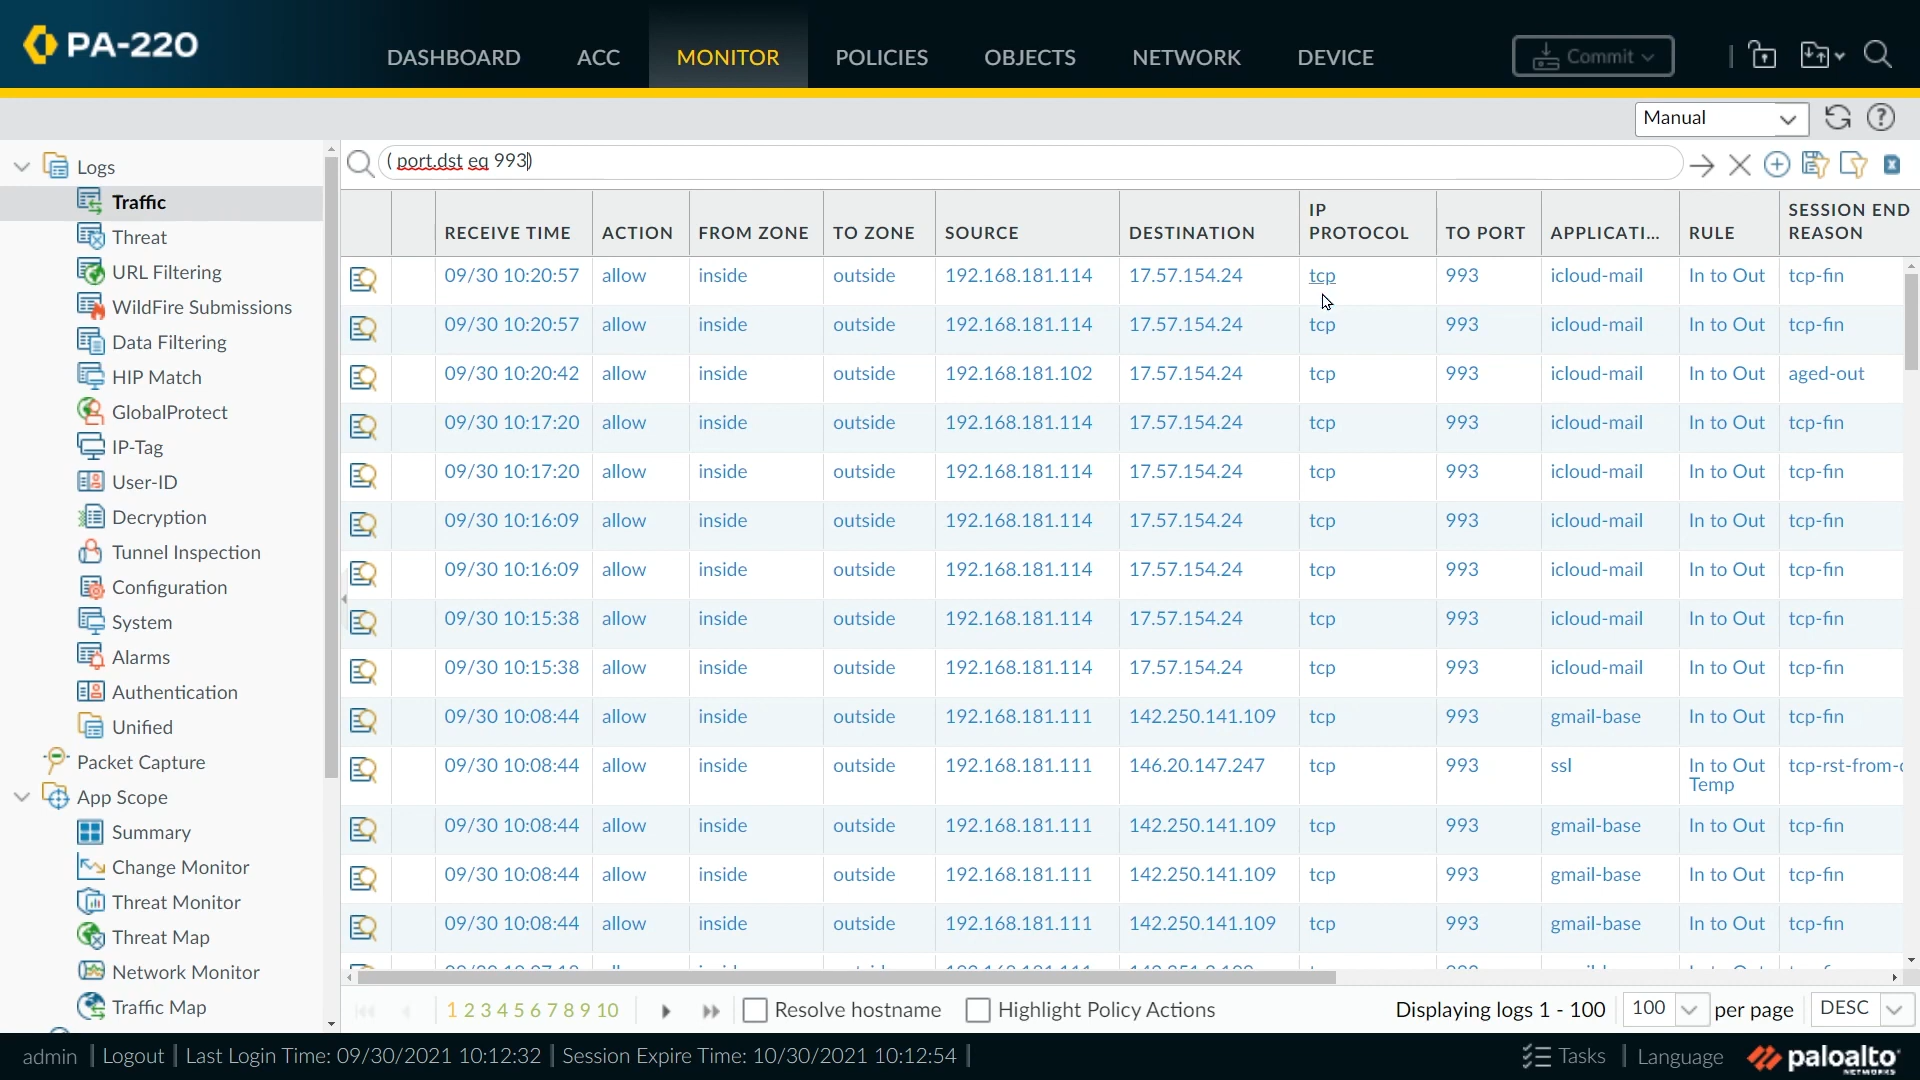 PA-220
DASHBOARD ACC MONITOR POLICIES OBJECTS NETWORK DEVICE Commit
Manual
( port.dst eq 993)
Logs
Traffic
Threat
URL Filtering
WildFire Submissions
Data Filtering
HIP Match
GlobalProtect
IP-Tag
User-ID
Decryption
Tunnel Inspection
Configuration
System
Alarms
Authentication
Unified
Packet Capture
App Scope
Summary
Change Monitor
Threat Monitor
Threat Map
Network Monitor
Traffic Map
RECEIVE TIME ACTION FROM ZONE TO ZONE SOURCE DESTINATION IP PROTOCOL TO PORT APPLICATI... RULE SESSION END REASON
09/30 10:20:57 allow inside outside 192.168.181.114 17.57.154.24 tcp 993 icloud-mail In to Out tcp-fin
09/30 10:20:57 allow inside outside 192.168.181.114 17.57.154.24 tcp 993 icloud-mail In to Out tcp-fin
09/30 10:20:42 allow inside outside 192.168.181.102 17.57.154.24 tcp 993 icloud-mail In to Out aged-out
09/30 10:17:20 allow inside outside 192.168.181.114 17.57.154.24 tcp 993 icloud-mail In to Out tcp-fin
09/30 10:17:20 allow inside outside 192.168.181.114 17.57.154.24 tcp 993 icloud-mail In to Out tcp-fin
09/30 10:16:09 allow inside outside 192.168.181.114 17.57.154.24 tcp 993 icloud-mail In to Out tcp-fin
09/30 10:16:09 allow inside outside 192.168.181.114 17.57.154.24 tcp 993 icloud-mail In to Out tcp-fin
09/30 10:15:38 allow inside outside 192.168.181.114 17.57.154.24 tcp 993 icloud-mail In to Out tcp-fin
09/30 10:15:38 allow inside outside 192.168.181.114 17.57.154.24 tcp 993 icloud-mail In to Out tcp-fin
09/30 10:08:44 allow inside outside 192.168.181.111 142.250.141.109 tcp 993 gmail-base In to Out tcp-fin
09/30 10:08:44 allow inside outside 192.168.181.111 146.20.147.247 tcp 993 ssl In to Out Temp tcp-rst-from-
09/30 10:08:44 allow inside outside 192.168.181.111 142.250.141.109 tcp 993 gmail-base In to Out tcp-fin
09/30 10:08:44 allow inside outside 192.168.181.111 142.250.141.109 tcp 993 gmail-base In to Out tcp-fin
09/30 10:08:44 allow inside outside 192.168.181.111 142.250.141.109 tcp 993 gmail-base In to Out tcp-fin
1 2 3 4 5 6 7 8 9 10 Resolve hostname Highlight Policy Actions Displaying logs 1 - 100 100 per page DESC
admin | Logout | Last Login Time: 09/30/2021 10:12:32 | Session Expire Time: 10/30/2021 10:12:54 | Tasks | Language paloalto NETWORKS